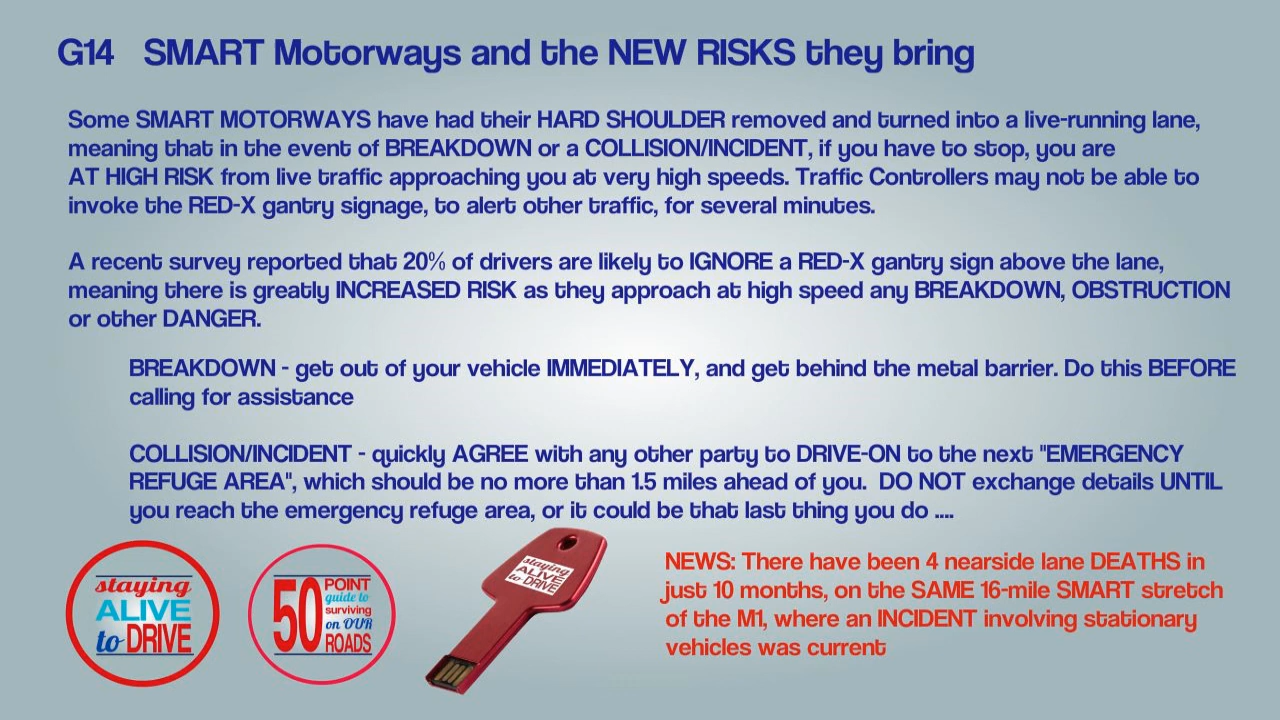 G14 SMART Motorways and the NEW RISKS they bring
Some SMART MOTORWAYS have had their HARD SHOULDER removed and turned into a live-running lane,
meaning that in the event of BREAKDOWN or a COLLISION/INCIDENT, if you have to stop, you are
AT HIGH RISK from live traffic approaching you at very high speeds. Traffic Controllers may not be able to
invoke the RED-X gantry signage, to alert other traffic, for several minutes.
A recent survey reported that 20% of drivers are likely to IGNORE a RED-X gantry sign above the lane,
meaning there is greatly INCREASED RISK as they approach at high speed any BREAKDOWN, OBSTRUCTION
or other DANGER.
BREAKDOWN - get out of your vehicle IMMEDIATELY, and get behind the metal barrier. Do this BEFORE
calling for assistance
COLLISION/INCIDENT - quickly AGREE with any other party to DRIVE-ON to the next "EMERGENCY
REFUGE AREA", which should be no more than 1.5 miles ahead of you. DO NOT exchange details UNTIL
you reach the emergency refuge area, or it could be that last thing you do ....
staying
ALIVE
to DRIVE
50 POINT
guide to
surviving
on OUR
ROADS
staying
ALIVE
to DRIVE
NEWS: There have been 4 nearside lane DEATHS in
just 10 months, on the SAME 16-mile SMART stretch
of the M1, where an INCIDENT involving stationary
vehicles was current